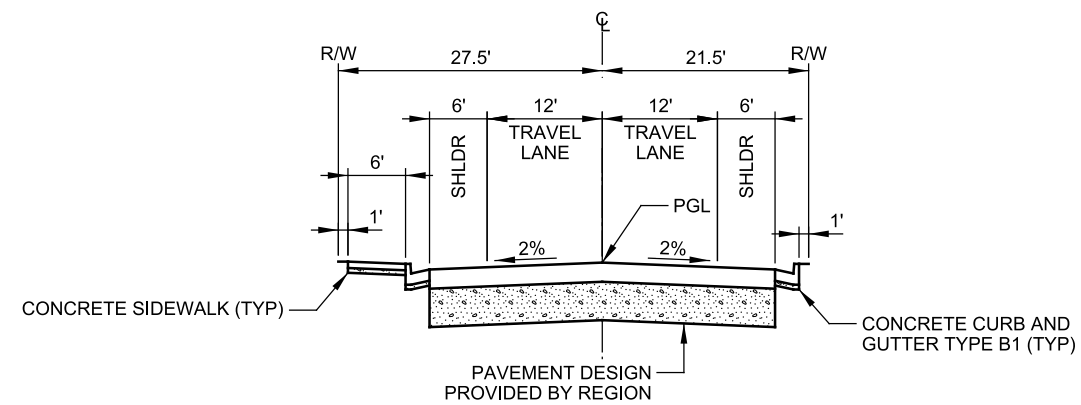 ℄
R/W
27.5'
21.5'
R/W
6'
12'
12'
6'
SHLDR
TRAVEL
LANE
TRAVEL
LANE
SHLDR
6'
1'
PGL
1'
2%
2%
CONCRETE SIDEWALK (TYP)
CONCRETE CURB AND
GUTTER TYPE B1 (TYP)
PAVEMENT DESIGN
PROVIDED BY REGION